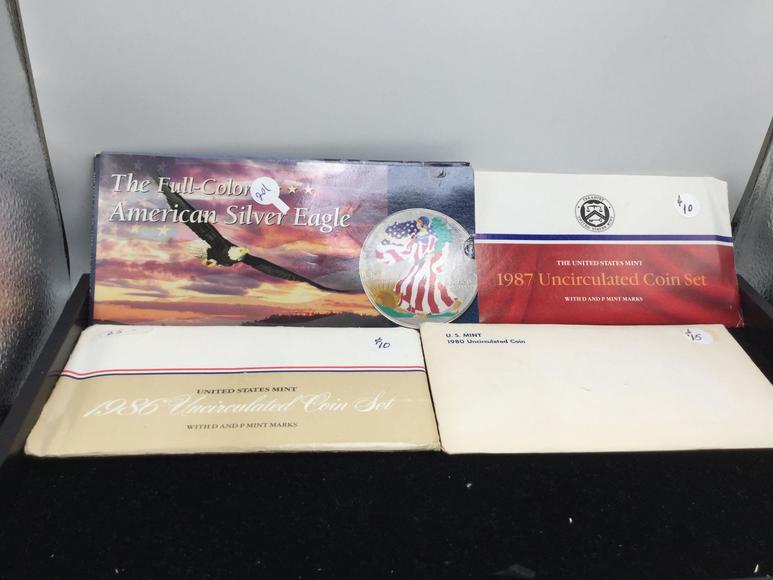 The Full-Color
American Silver Eagle
$10
THE UNITED STATES MINT
1987 Uncirculated Coin Set
WITH D AND P MINT MARKS
$10
UNITED STATES MINT
1986 Uncirculated Coin Set
WITH D AND P MINT MARKS
U.S. MINT
1980 Uncirculated Coin
$15